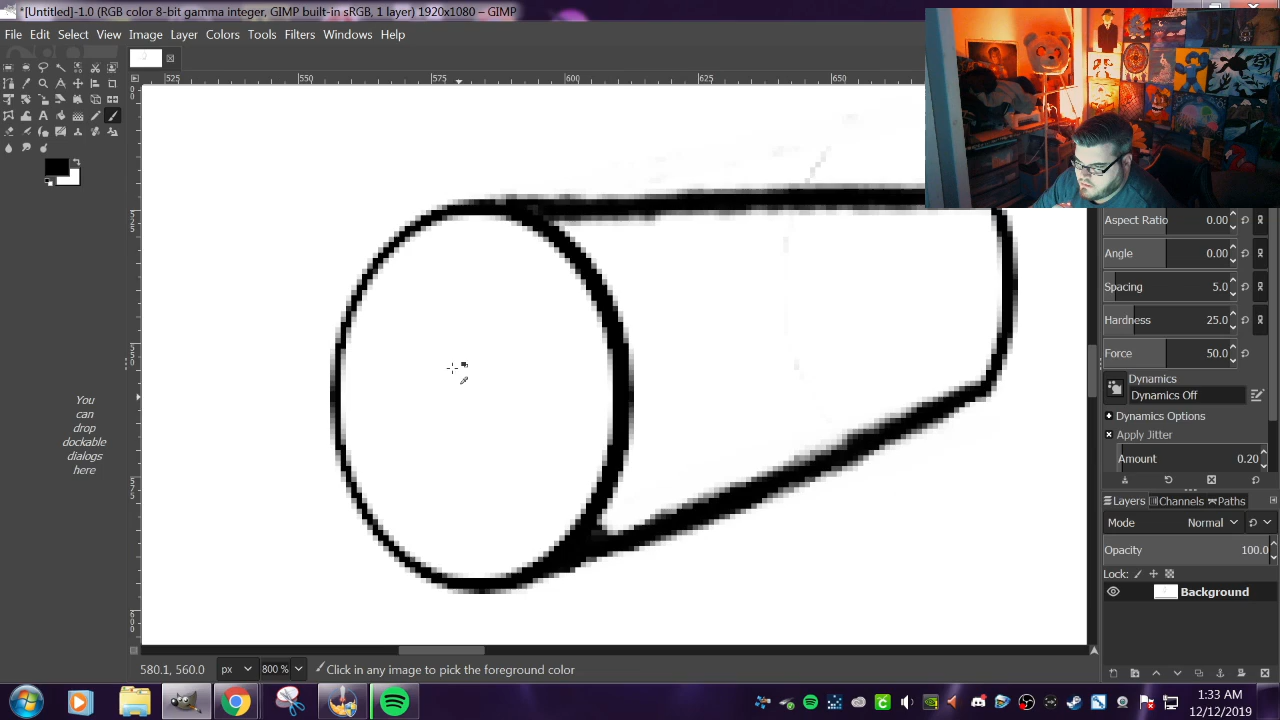 *[Untitled]-1.0 (RGB color 8-bit gamma integer, GIMP built-in sRGB, 1 layer) 1920x1080 – GIMP
File Edit Select View Image Layer Colors Tools Filters Windows Help
525 550 575 600 625 650
Aspect Ratio 0.00
Angle 0.00
Spacing 5.0
Hardness 25.0
Force 50.0
Dynamics
Dynamics Off
Dynamics Options
Apply Jitter
Amount 0.20
You
can
drop
dockable
dialogs
here
Layers Channels Paths
Mode Normal
Opacity 100.0
Lock:
Background
580.1, 560.0 px 800 % Click in any image to pick the foreground color
1:33 AM
12/12/2019